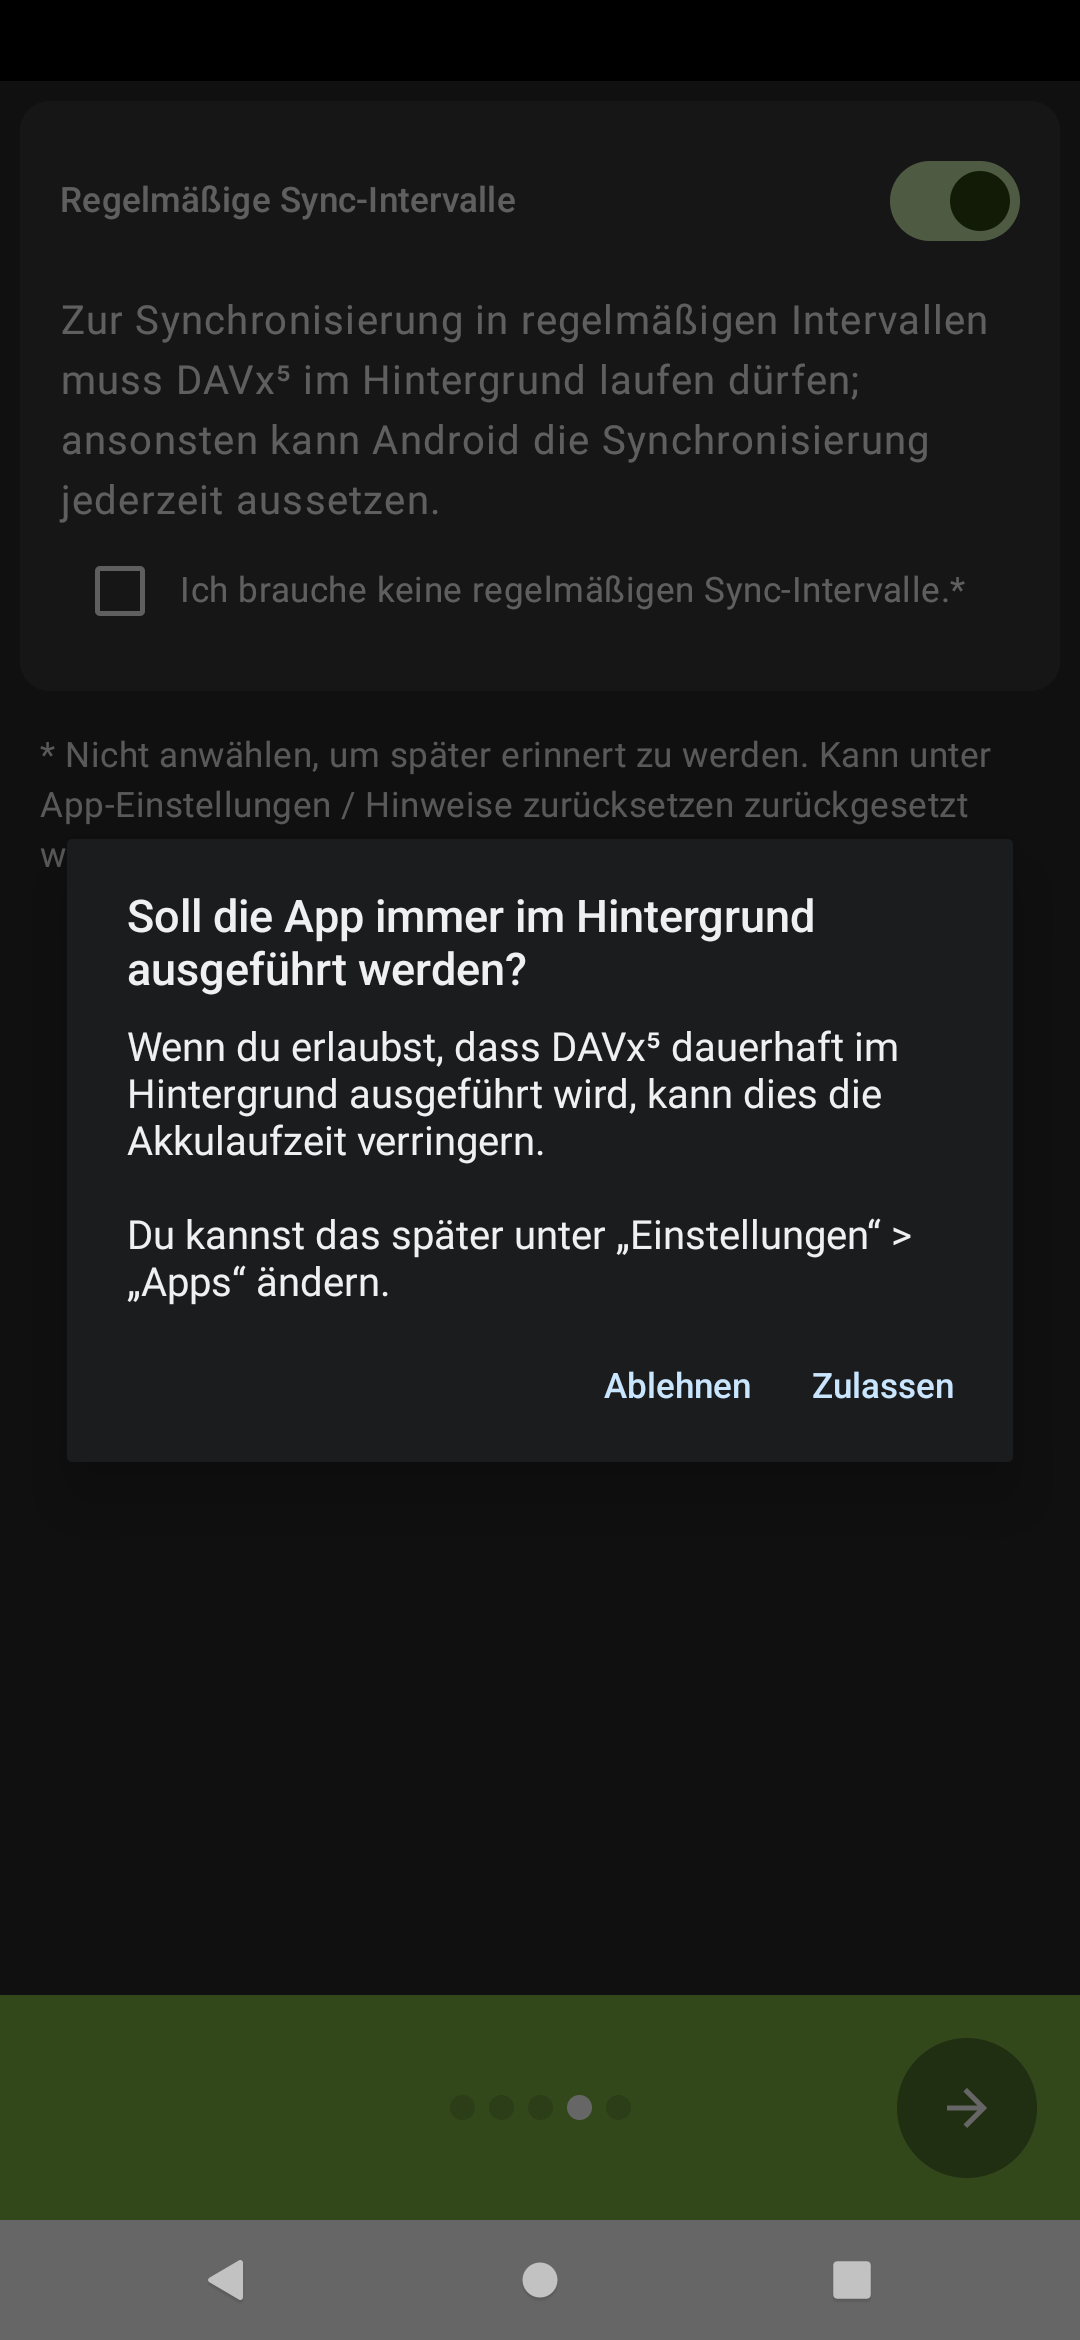 Regelmäßige Sync-Intervalle
Zur Synchronisierung in regelmäßigen Intervallen
muss DAVx⁵ im Hintergrund laufen dürfen;
ansonsten kann Android die Synchronisierung
jederzeit aussetzen.
Ich brauche keine regelmäßigen Sync-Intervalle.*
* Nicht anwählen, um später erinnert zu werden. Kann unter
App-Einstellungen / Hinweise zurücksetzen zurückgesetzt
Soll die App immer im Hintergrund
ausgeführt werden?
Wenn du erlaubst, dass DAVx⁵ dauerhaft im
Hintergrund ausgeführt wird, kann dies die
Akkulaufzeit verringern.
Du kannst das später unter „Einstellungen“ >
„Apps“ ändern.
Ablehnen Zulassen